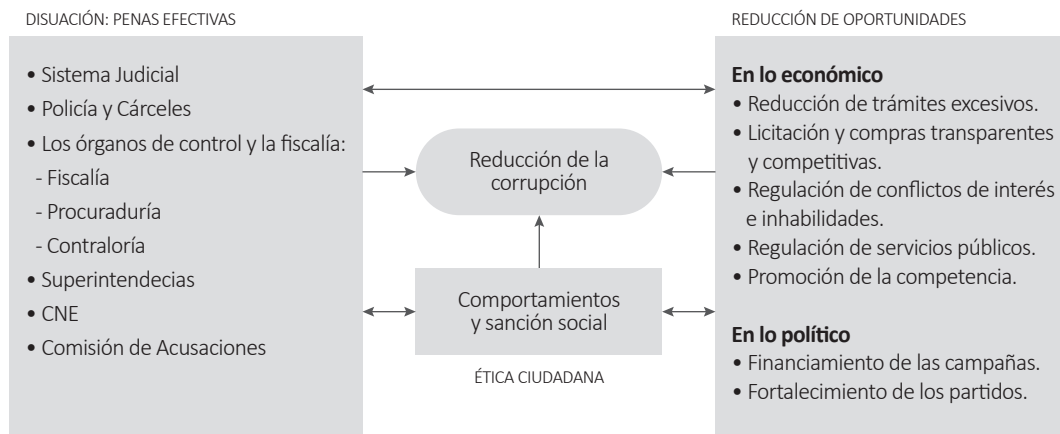 DISUACIÓN: PENAS EFECTIVAS
• Sistema Judicial
• Policía y Cárceles
• Los órganos de control y la fiscalía:
- Fiscalía
- Procuraduría
- Contraloría
• Superintendecias
• CNE
• Comisión de Acusaciones
Reducción de la
corrupción
Comportamientos
y sanción social
ÉTICA CIUDADANA
REDUCCIÓN DE OPORTUNIDADES
En lo económico
• Reducción de trámites excesivos.
• Licitación y compras transparentes
y competitivas.
• Regulación de conflictos de interés
e inhabilidades.
• Regulación de servicios públicos.
• Promoción de la competencia.
En lo político
• Financiamiento de las campañas.
• Fortalecimiento de los partidos.